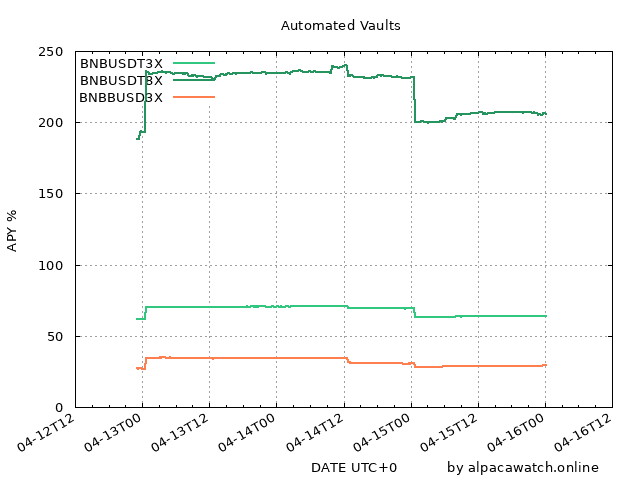 Automated Vaults
BNBUSDT3X
BNBUSDT3X
BNBBUSD3X
APY %
250
200
150
100
50
0
04-12T12
04-13T00
04-13T12
04-14T00
04-14T12
04-15T00
04-15T12
04-16T00
04-16T12
DATE UTC+0
by alpacawatch.online